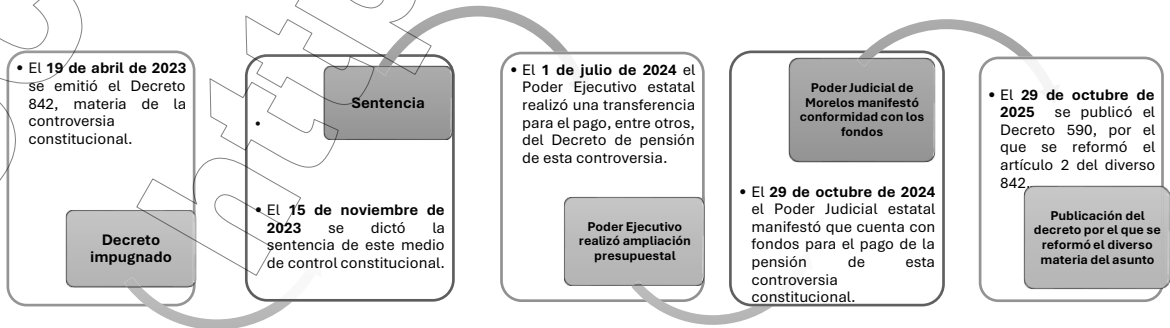 • El 19 de abril de 2023
se emitió el Decreto
842, materia de la
controversia
constitucional.
Decreto
impugnado
Sentencia
•
• El 15 de noviembre de
2023 se dictó la
sentencia de este medio
de control constitucional.
• El 1 de julio de 2024 el
Poder Ejecutivo estatal
realizó una transferencia
para el pago, entre otros,
del Decreto de pensión
de esta controversia.
Poder Ejecutivo
realizó ampliación
presupuestal
Poder Judicial de
Morelos manifestó
conformidad con los
fondos
• El 29 de octubre de 2024
el Poder Judicial estatal
manifestó que cuenta con
fondos para el pago de la
pensión de esta
controversia
constitucional.
• El 29 de octubre de
2025 se publicó el
Decreto 590, por el
que se reformó el
artículo 2 del diverso
842.
Publicación del
decreto por el que se
reformó el diverso
materia del asunto